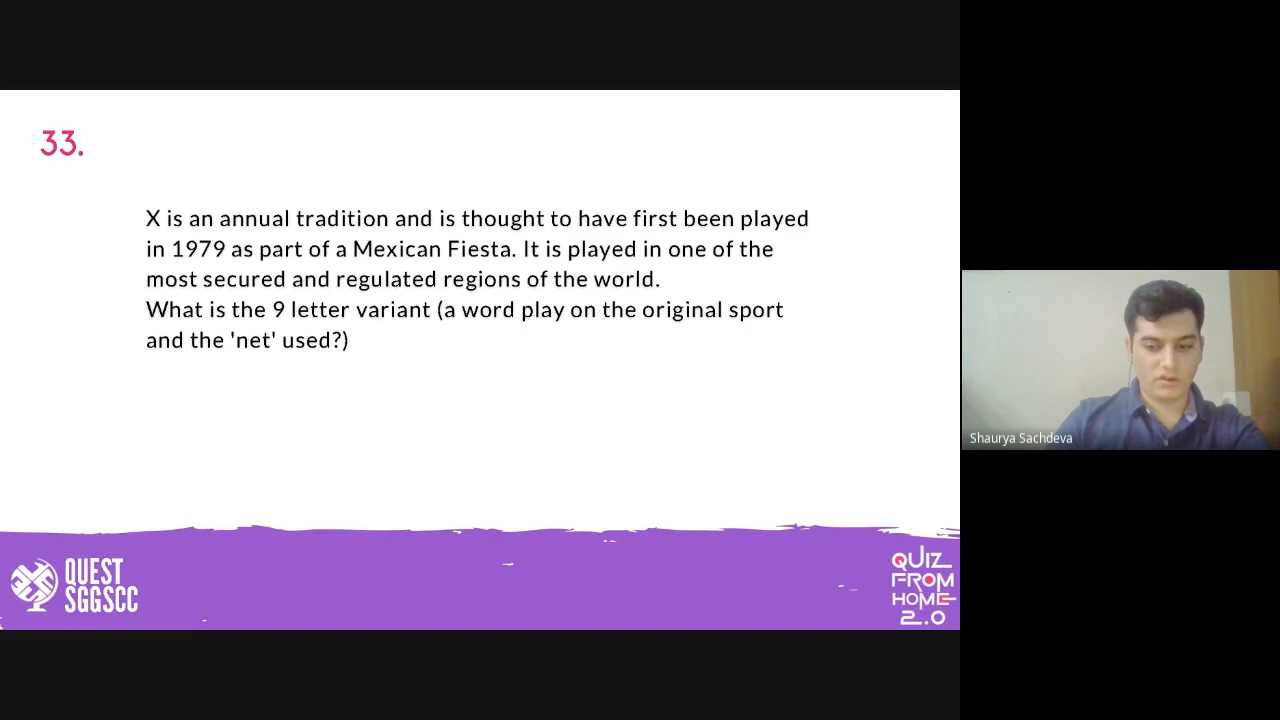 33.
X is an annual tradition and is thought to have first been played
in 1979 as part of a Mexican Fiesta. It is played in one of the
most secured and regulated regions of the world.
What is the 9 letter variant (a word play on the original sport
and the 'net' used?)
Shaurya Sachdeva
QUEST
SGGSCC
QUIZ
FROM
HOME
2.0